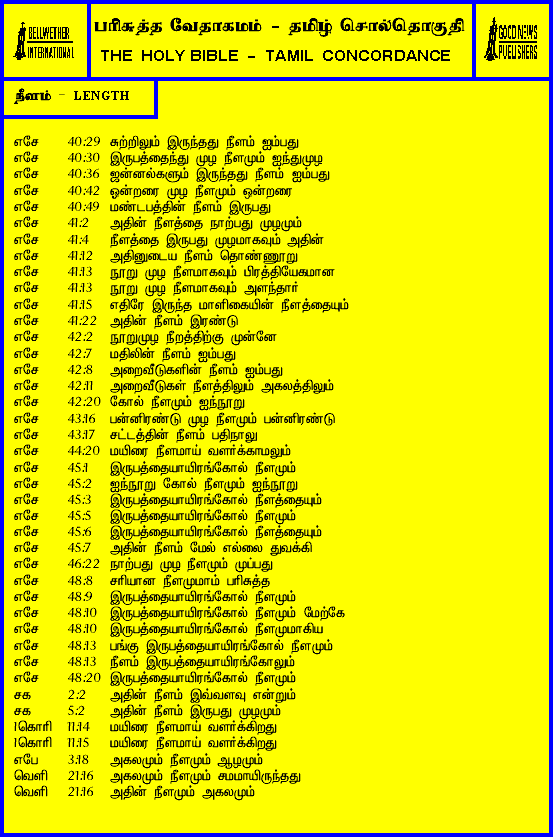 BELLWETHER
INTERNATIONAL
பரிசுத்த வேதாகமம் - தமிழ் சொல்தொகுதி
THE HOLY BIBLE - TAMIL CONCORDANCE
GOOD NEWS
PUBLISHERS
நீளம் - LENGTH
எசே 40:29 சுற்றிலும் இருந்தது நீளம் ஐம்பது
எசே 40:30 இருபத்தைந்து முழ நீளமும் ஐந்துமுழ
எசே 40:36 ஜன்னல்களும் இருந்தது நீளம் ஐம்பது
எசே 40:42 ஒன்றரை முழ நீளமும் ஒன்றரை
எசே 40:49 மண்டபத்தின் நீளம் இருபது
எசே 41:2 அதின் நீளத்தை நாற்பது முழமும்
எசே 41:4 நீளத்தை இருபது முழமாகவும் அதின்
எசே 41:12 அதினுடைய நீளம் தொண்ணூறு
எசே 41:13 நூறு முழ நீளமாகவும் பிரத்தியேகமான
எசே 41:13 நூறு முழ நீளமாகவும் அளந்தார்
எசே 41:15 எதிரே இருந்த மாளிகையின் நீளத்தையும்
எசே 41:22 அதின் நீளம் இரண்டு
எசே 42:2 நூறுமுழ நீறத்திற்கு முன்னே
எசே 42:7 மதிலின் நீளம் ஐம்பது
எசே 42:8 அறைவீடுகளின் நீளம் ஐம்பது
எசே 42:11 அறைவீடுகள் நீளத்திலும் அகலத்திலும்
எசே 42:20 கோல் நீளமும் ஐந்நூறு
எசே 43:16 பன்னிரண்டு முழ நீளமும் பன்னிரண்டு
எசே 43:17 சட்டத்தின் நீளம் பதிநாலு
எசே 44:20 மயிரை நீளமாய் வளர்க்காமலும்
எசே 45:1 இருபத்தையாயிரங்கோல் நீளமும்
எசே 45:2 ஐந்நூறு கோல் நீளமும் ஐந்நூறு
எசே 45:3 இருபத்தையாயிரங்கோல் நீளத்தையும்
எசே 45:5 இருபத்தையாயிரங்கோல் நீளமும்
எசே 45:6 இருபத்தையாயிரங்கோல் நீளத்தையும்
எசே 45:7 அதின் நீளம் மேல் எல்லை துவக்கி
எசே 46:22 நாற்பது முழ நீளமும் முப்பது
எசே 48:8 சரியான நீளமுமாம் பரிசுத்த
எசே 48:9 இருபத்தையாயிரங்கோல் நீளமும்
எசே 48:10 இருபத்தையாயிரங்கோல் நீளமும் மேற்கே
எசே 48:10 இருபத்தையாயிரங்கோல் நீளமுமாகிய
எசே 48:13 பங்கு இருபத்தையாயிரங்கோல் நீளமும்
எசே 48:13 நீளம் இருபத்தையாயிரங்கோலும்
எசே 48:20 இருபத்தையாயிரங்கோல் நீளமும்
சக 2:2 அதின் நீளம் இவ்வளவு என்றும்
சக 5:2 அதின் நீளம் இருபது முழமும்
1கொரி 11:14 மயிரை நீளமாய் வளர்க்கிறது
1கொரி 11:15 மயிரை நீளமாய் வளர்க்கிறது
எபே 3:18 அகலமும் நீளமும் ஆழமும்
வெளி 21:16 அகலமும் நீளமும் சமமாயிருந்தது
வெளி 21:16 அதின் நீளமும் அகலமும்